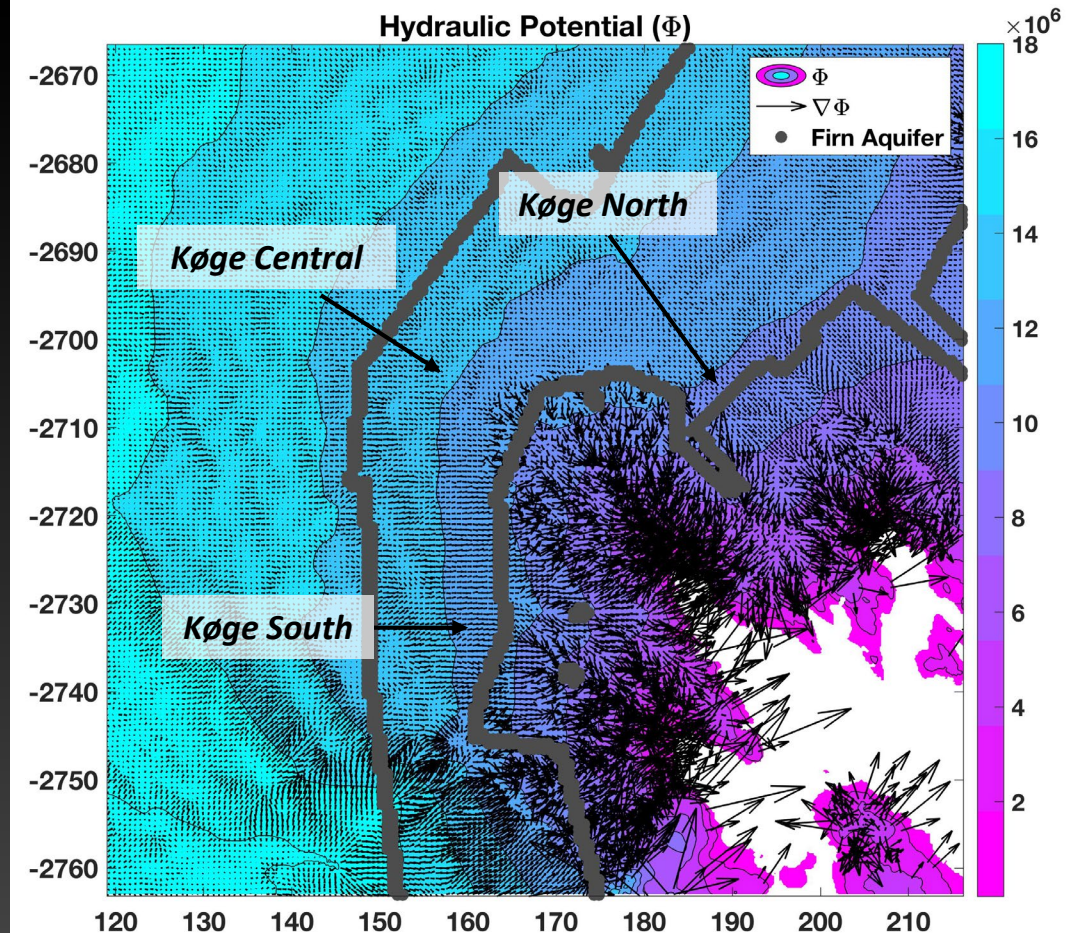 Hydraulic Potential (Φ)
×10⁶
Φ
∇Φ
Firn Aquifer
Køge North
Køge Central
Køge South
-2670
-2680
-2690
-2700
-2710
-2720
-2730
-2740
-2750
-2760
120 130 140 150 160 170 180 190 200 210
18
16
14
12
10
8
6
4
2